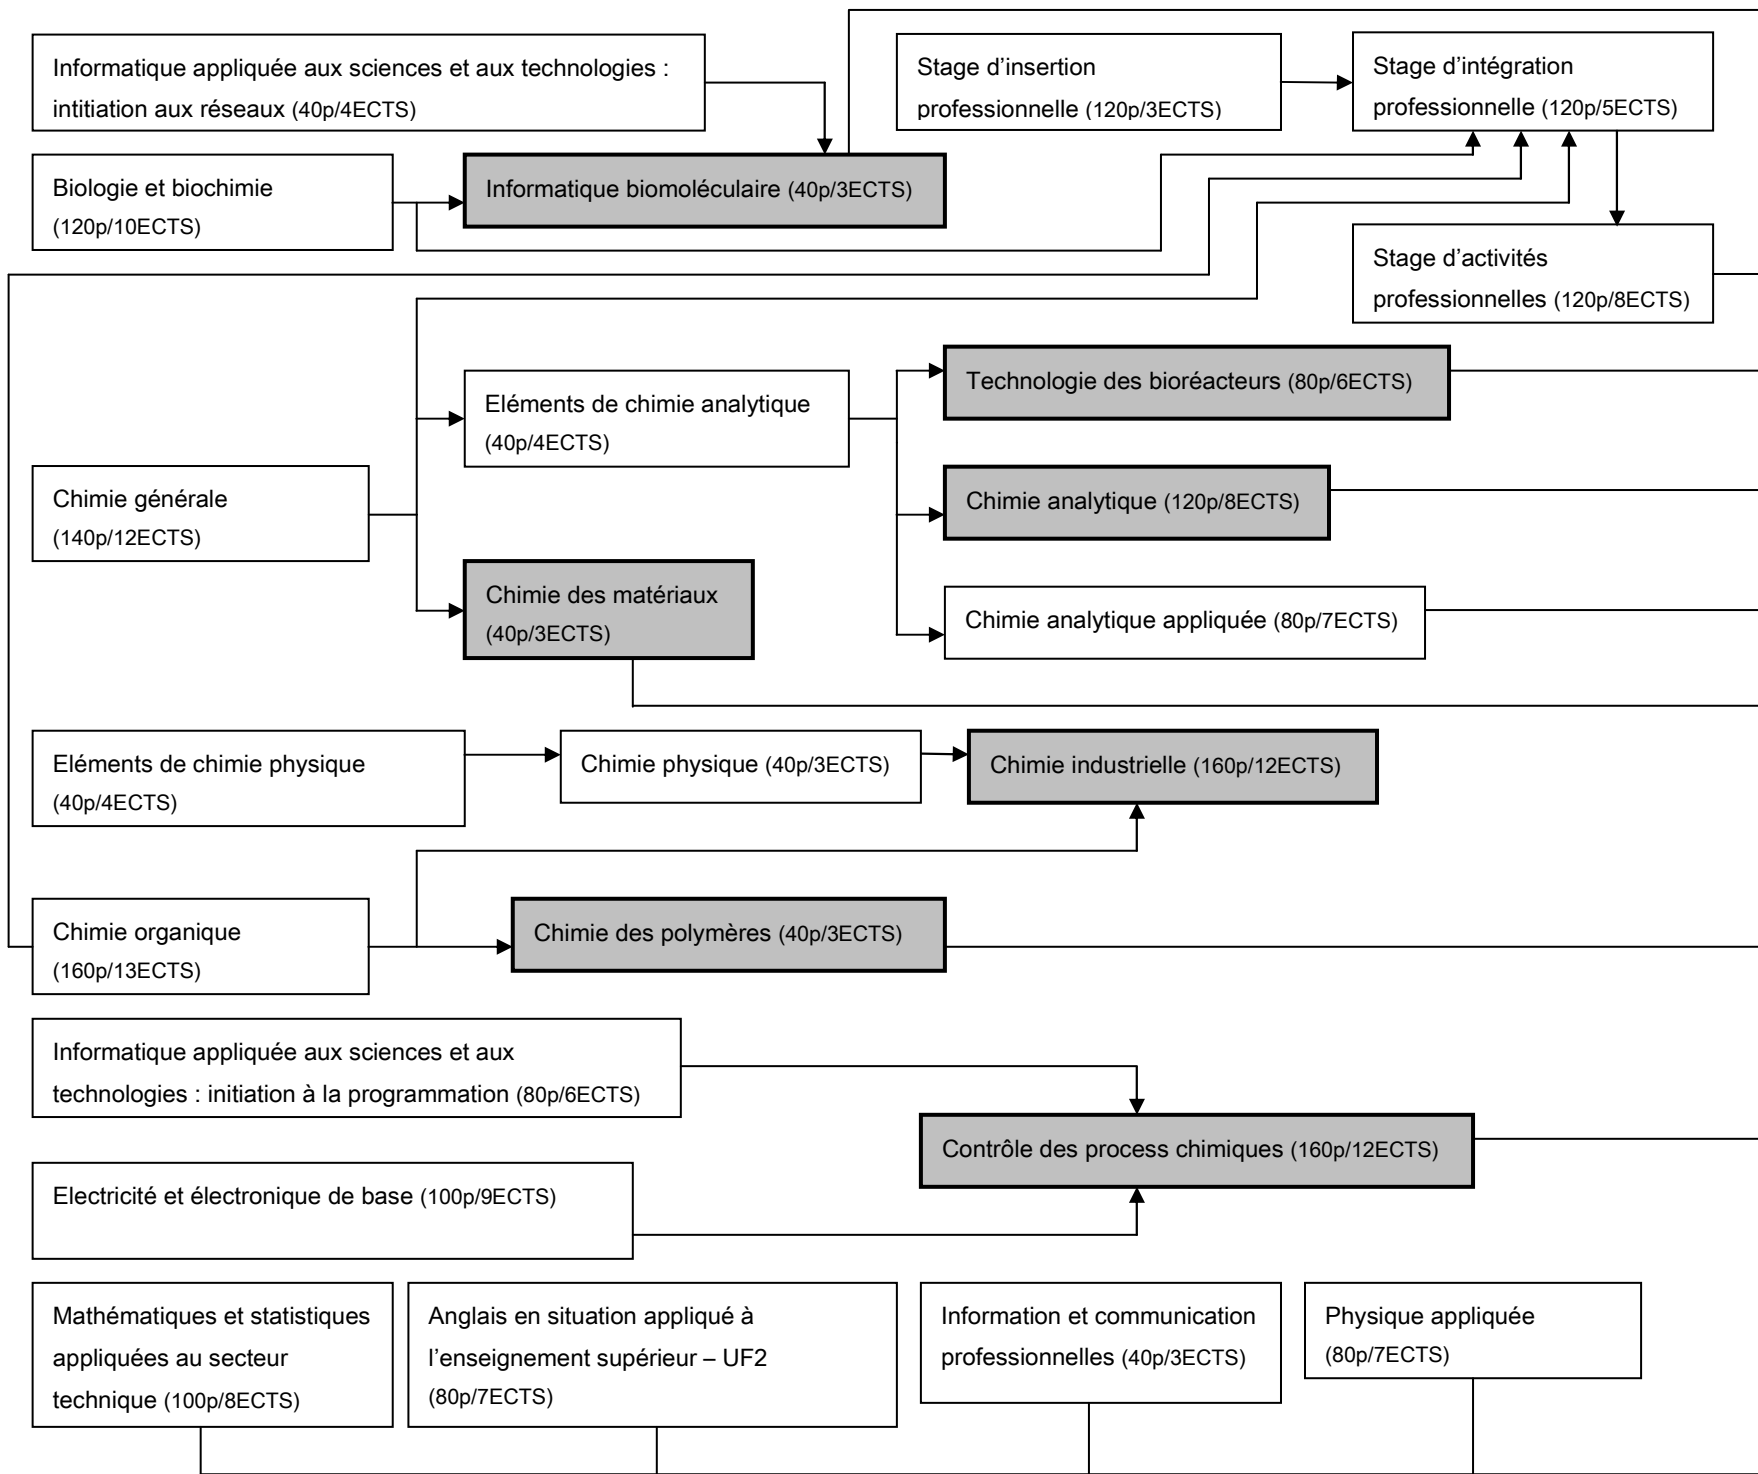 Informatique appliquée aux sciences et aux technologies :
intitiation aux réseaux (40p/4ECTS)
Stage d’insertion
professionnelle (120p/3ECTS)
Stage d’intégration
professionnelle (120p/5ECTS)
Biologie et biochimie
(120p/10ECTS)
Informatique biomoléculaire (40p/3ECTS)
Stage d’activités
professionnelles (120p/8ECTS)
Technologie des bioréacteurs (80p/6ECTS)
Eléments de chimie analytique
(40p/4ECTS)
Chimie générale
(140p/12ECTS)
Chimie analytique (120p/8ECTS)
Chimie des matériaux
(40p/3ECTS)
Chimie analytique appliquée (80p/7ECTS)
Eléments de chimie physique
(40p/4ECTS)
Chimie physique (40p/3ECTS)
Chimie industrielle (160p/12ECTS)
Chimie organique
(160p/13ECTS)
Chimie des polymères (40p/3ECTS)
Informatique appliquée aux sciences et aux
technologies : initiation à la programmation (80p/6ECTS)
Contrôle des process chimiques (160p/12ECTS)
Electricité et électronique de base (100p/9ECTS)
Mathématiques et statistiques
appliquées au secteur
technique (100p/8ECTS)
Anglais en situation appliqué à
l’enseignement supérieur – UF2
(80p/7ECTS)
Information et communication
professionnelles (40p/3ECTS)
Physique appliquée
(80p/7ECTS)